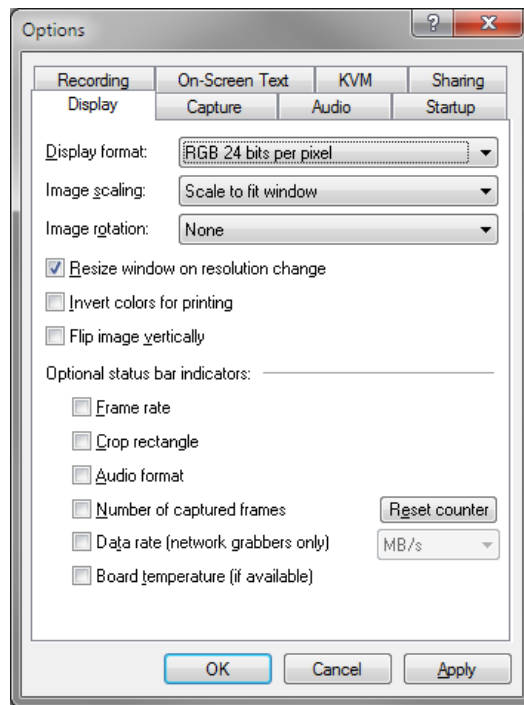 Options
Recording On-Screen Text KVM Sharing
Display Capture Audio Startup
Display format: RGB 24 bits per pixel
Image scaling: Scale to fit window
Image rotation: None
Resize window on resolution change
Invert colors for printing
Flip image vertically
Optional status bar indicators:
Frame rate
Crop rectangle
Audio format
Number of captured frames Reset counter
Data rate (network grabbers only) MB/s
Board temperature (if available)
OK Cancel Apply